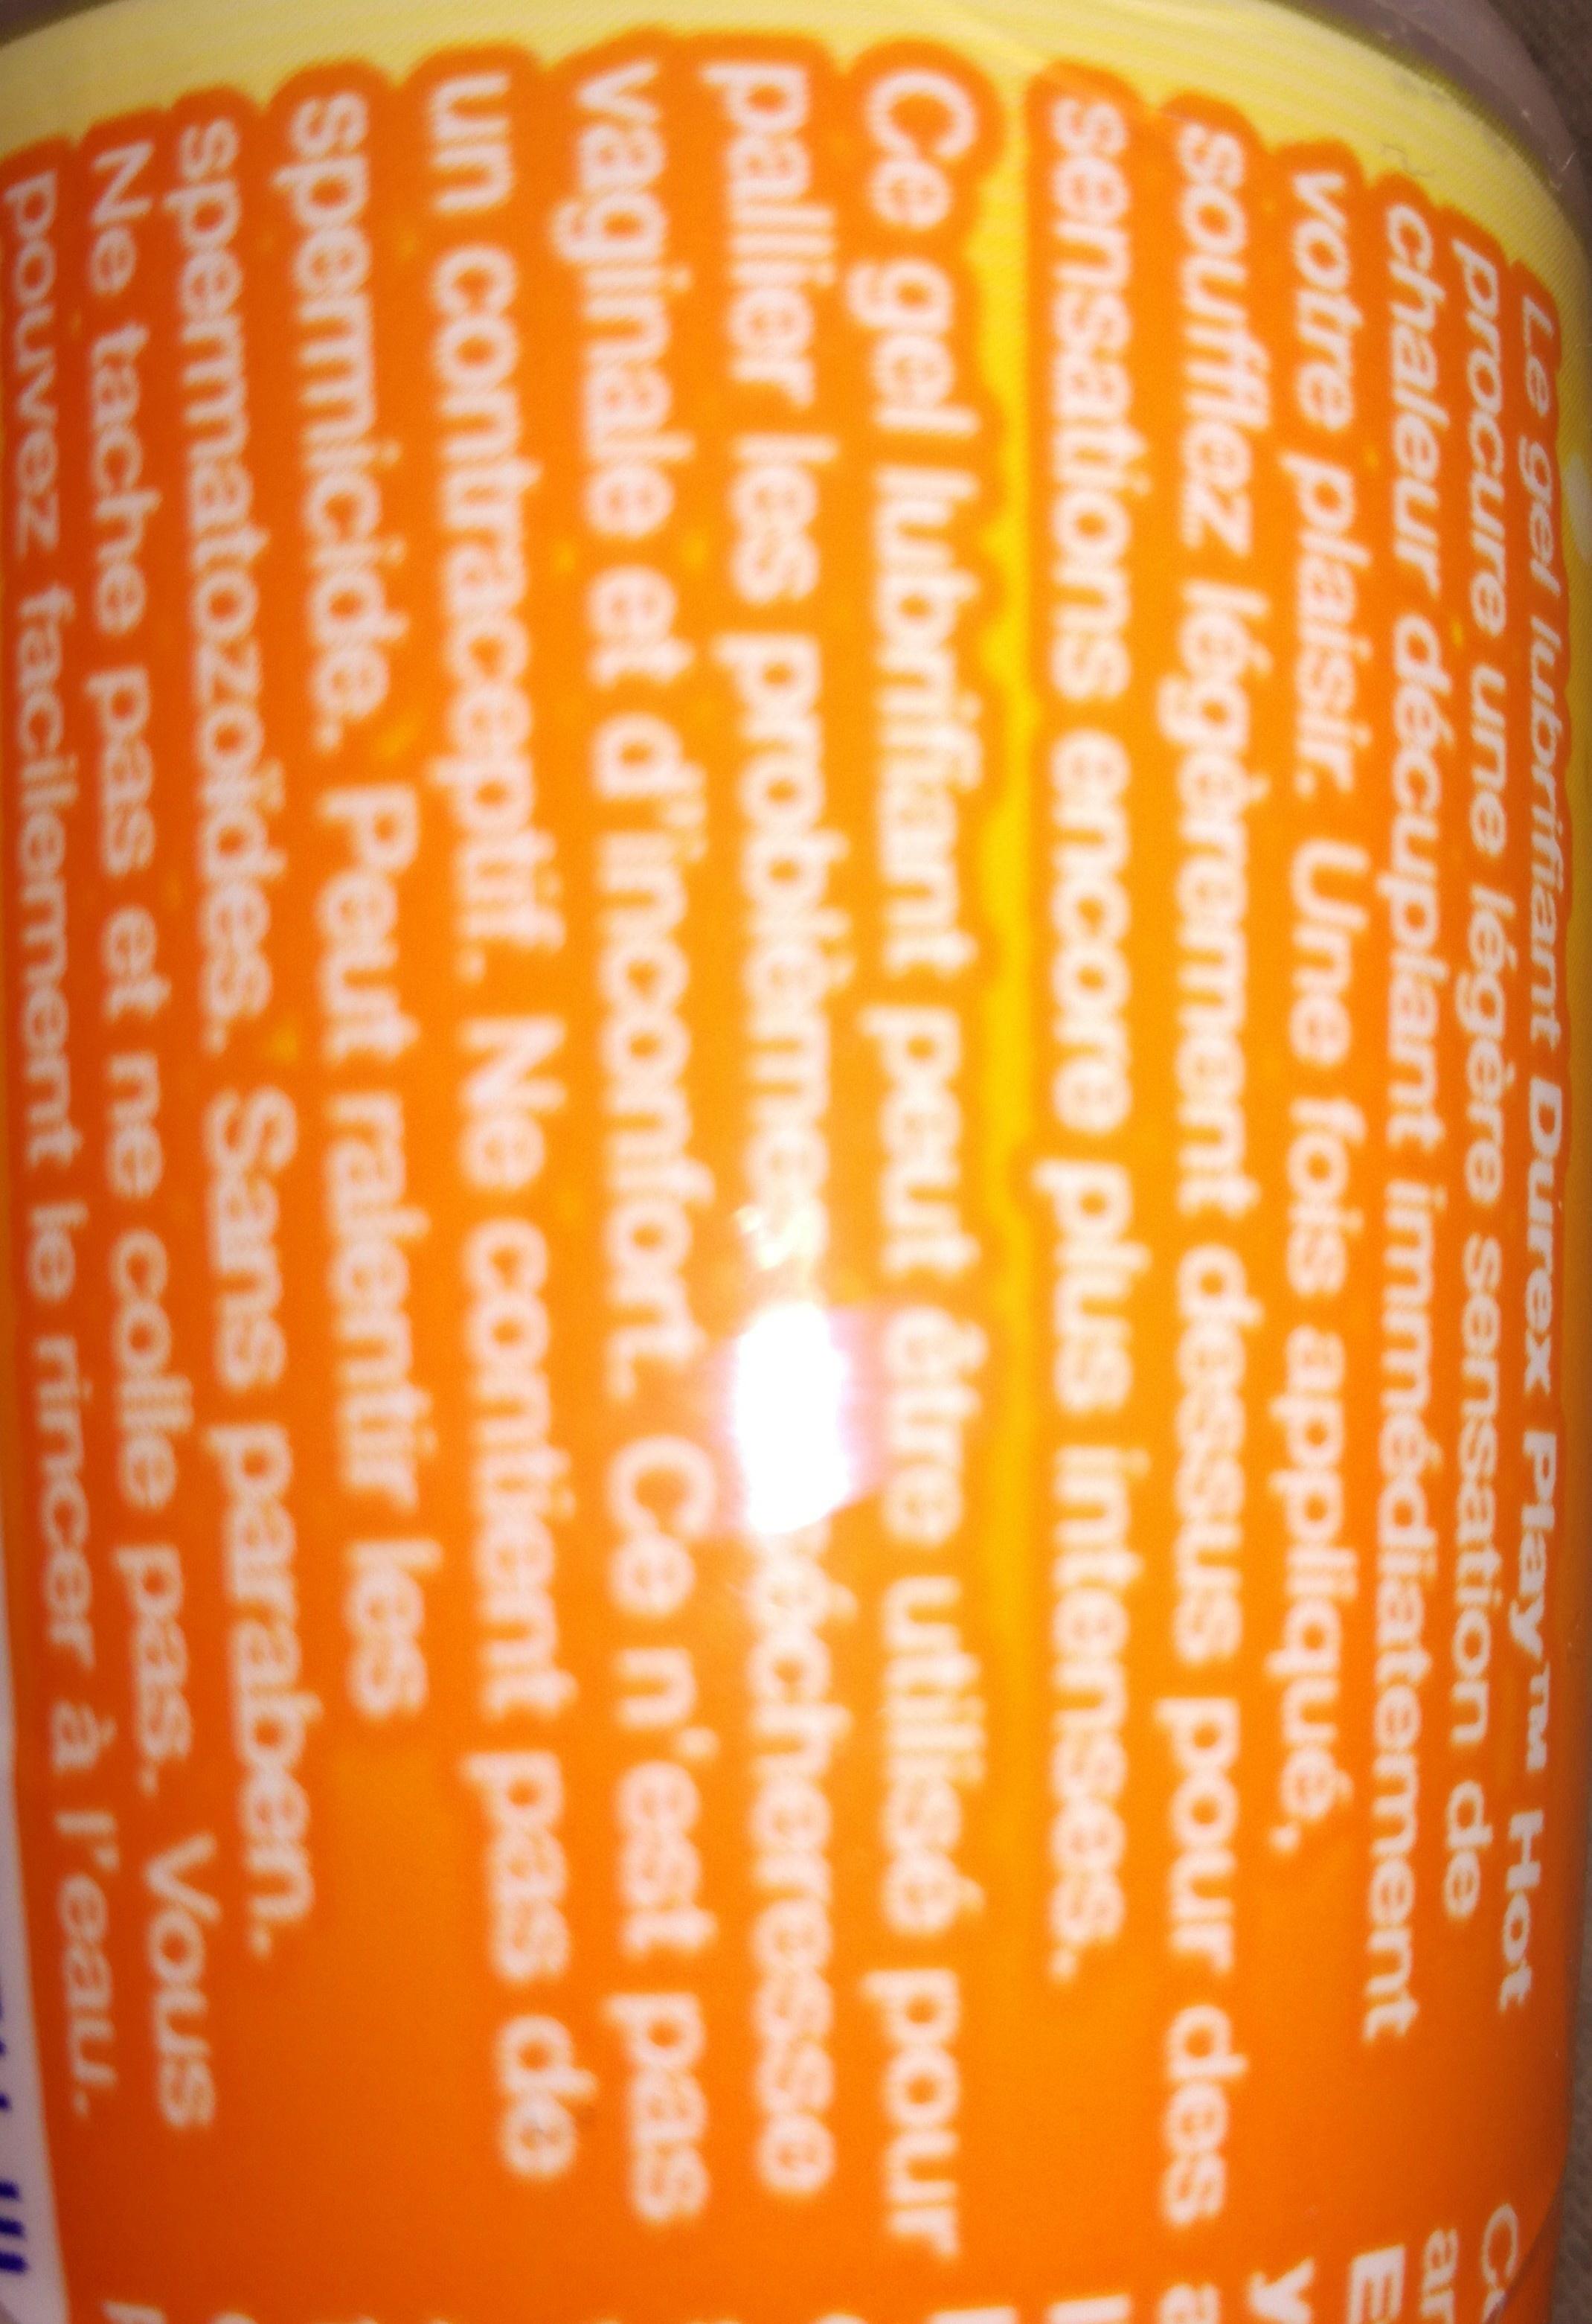 Le gel lubrifiant Durex Play™ Hot
procure une légère sensation de
chaleur décuplant immédiatement
votre plaisir. Une fois appliqué,
soufflez légèrement dessus pour des
sensations encore plus intenses.
Ce gel lubrifiant peut être utilisé pour
pallier les problèmes sécheresse
vaginale et d'inconfort. Ce n'est pas
un contraceptif. Ne contient pas de
spermicide. Peut ralentir les
spermatozoïdes. Sans paraben.
Ne tache pas et ne colle pas. Vous
pouvez facilement le rincer à l'eau.